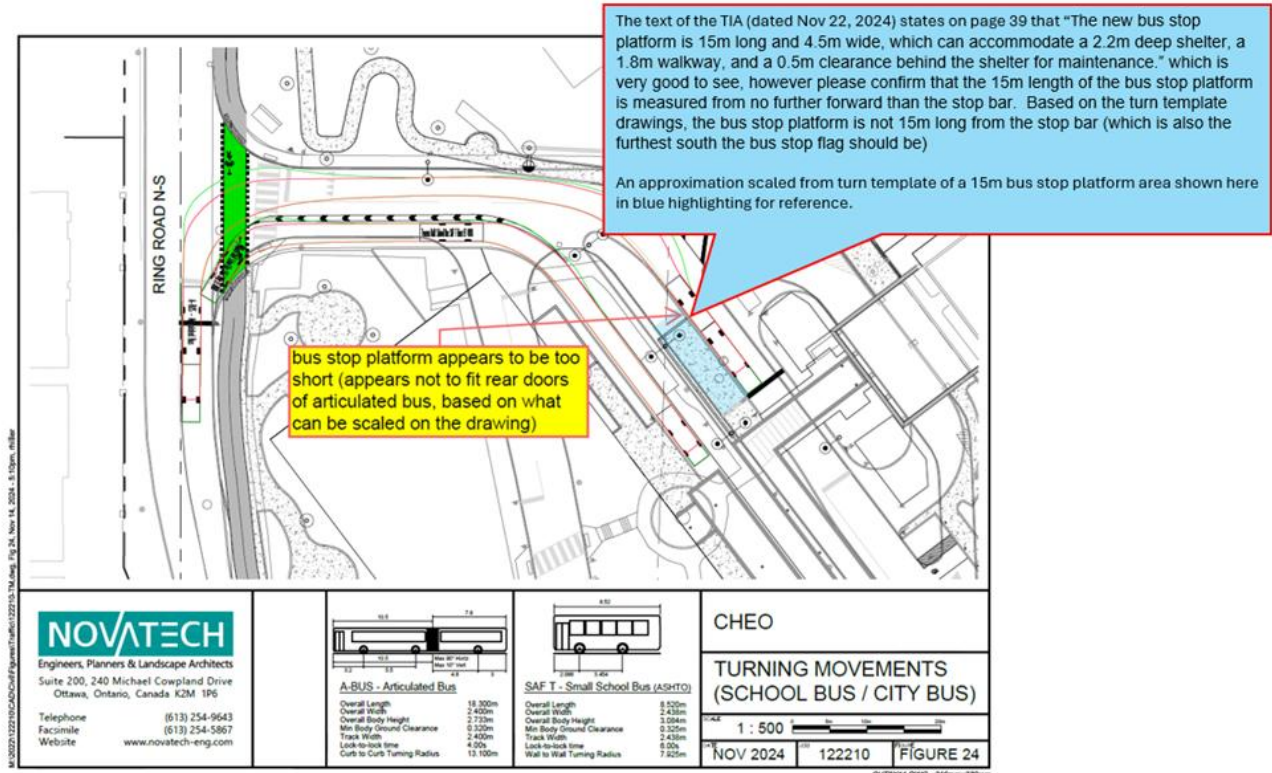 The text of the TIA (dated Nov 22, 2024) states on page 39 that “The new bus stop
platform is 15m long and 4.5m wide, which can accommodate a 2.2m deep shelter, a
1.8m walkway, and a 0.5m clearance behind the shelter for maintenance.” which is
very good to see, however please confirm that the 15m length of the bus stop platform
is measured from no further forward than the stop bar.  Based on the turn template
drawings, the bus stop platform is not 15m long from the stop bar (which is also the
furthest south the bus stop flag should be)
An approximation scaled from turn template of a 15m bus stop platform area shown here
in blue highlighting for reference.
RING ROAD N-S
bus stop platform appears to be too
short (appears not to fit rear doors
of articulated bus, based on what
can be scaled on the drawing)
NOVATECH
Engineers, Planners & Landscape Architects
Suite 200, 240 Michael Cowpland Drive
Ottawa, Ontario, Canada K2M 1P6
Telephone (613) 254-9643
Facsimile (613) 254-5867
Website www.novatech-eng.com
A-BUS - Articulated Bus
Overall Length 18.300m
Overall Width 2.400m
Overall Body Height 2.733m
Min Body Ground Clearance 0.320m
Track Width 2.400m
Lock-to-lock time 4.00s
Curb to Curb Turning Radius 13.100m
SAF T - Small School Bus (ASHTO)
Overall Length 8.520m
Overall Width 2.438m
Overall Body Height 3.084m
Min Body Ground Clearance 0.325m
Track Width 2.438m
Lock-to-lock time 6.00s
Wall to Wall Turning Radius 7.925m
CHEO
TURNING MOVEMENTS
(SCHOOL BUS / CITY BUS)
SCALE
1 : 500
DATE
NOV 2024
JOB
122210
FIGURE
FIGURE 24